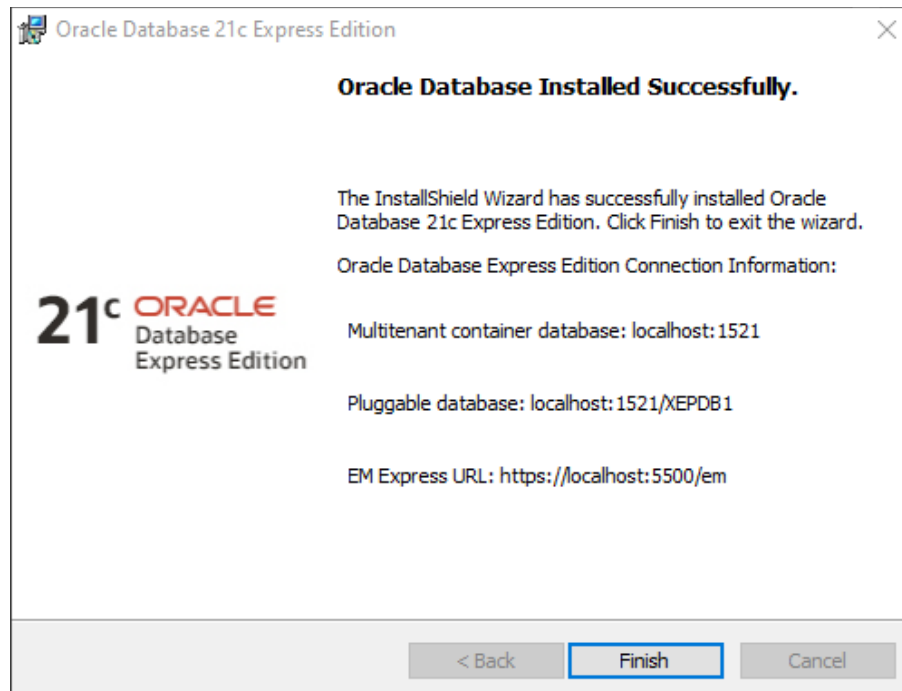 Oracle Database 21c Express Edition
Oracle Database Installed Successfully.
The InstallShield Wizard has successfully installed Oracle
Database 21c Express Edition. Click Finish to exit the wizard.
Oracle Database Express Edition Connection Information:
21c ORACLE
Database
Express Edition
Multitenant container database: localhost:1521
Pluggable database: localhost:1521/XEPDB1
EM Express URL: https://localhost:5500/em
< Back
Finish
Cancel